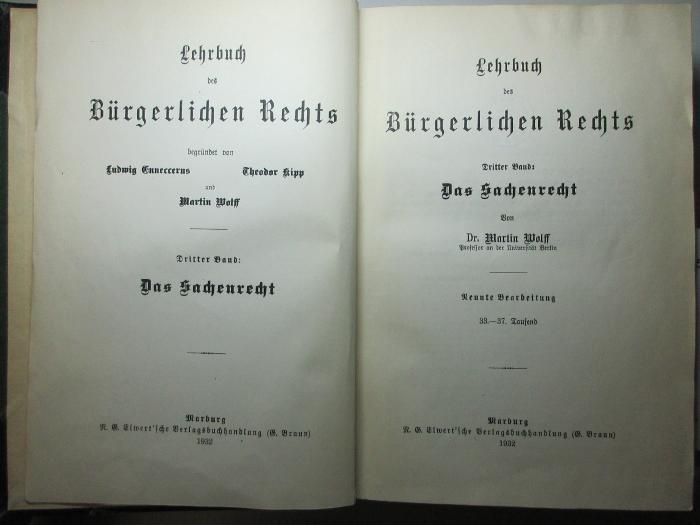 Lehrbuch
des
Bürgerlichen Rechts
begründet von
Ludwig Enneccerus Theodor Kipp
und
Martin Wolff
Dritter Band:
Das Sachenrecht
Marburg
N. G. Elwert'sche Verlagsbuchhandlung (G. Braun)
1932
Lehrbuch
des
Bürgerlichen Rechts
Dritter Band:
Das Sachenrecht
Von
Dr. Martin Wolff
Professor an der Universität Berlin
Neunte Bearbeitung
33.—37. Tausend
Marburg
N. G. Elwert'sche Verlagsbuchhandlung (G. Braun)
1932